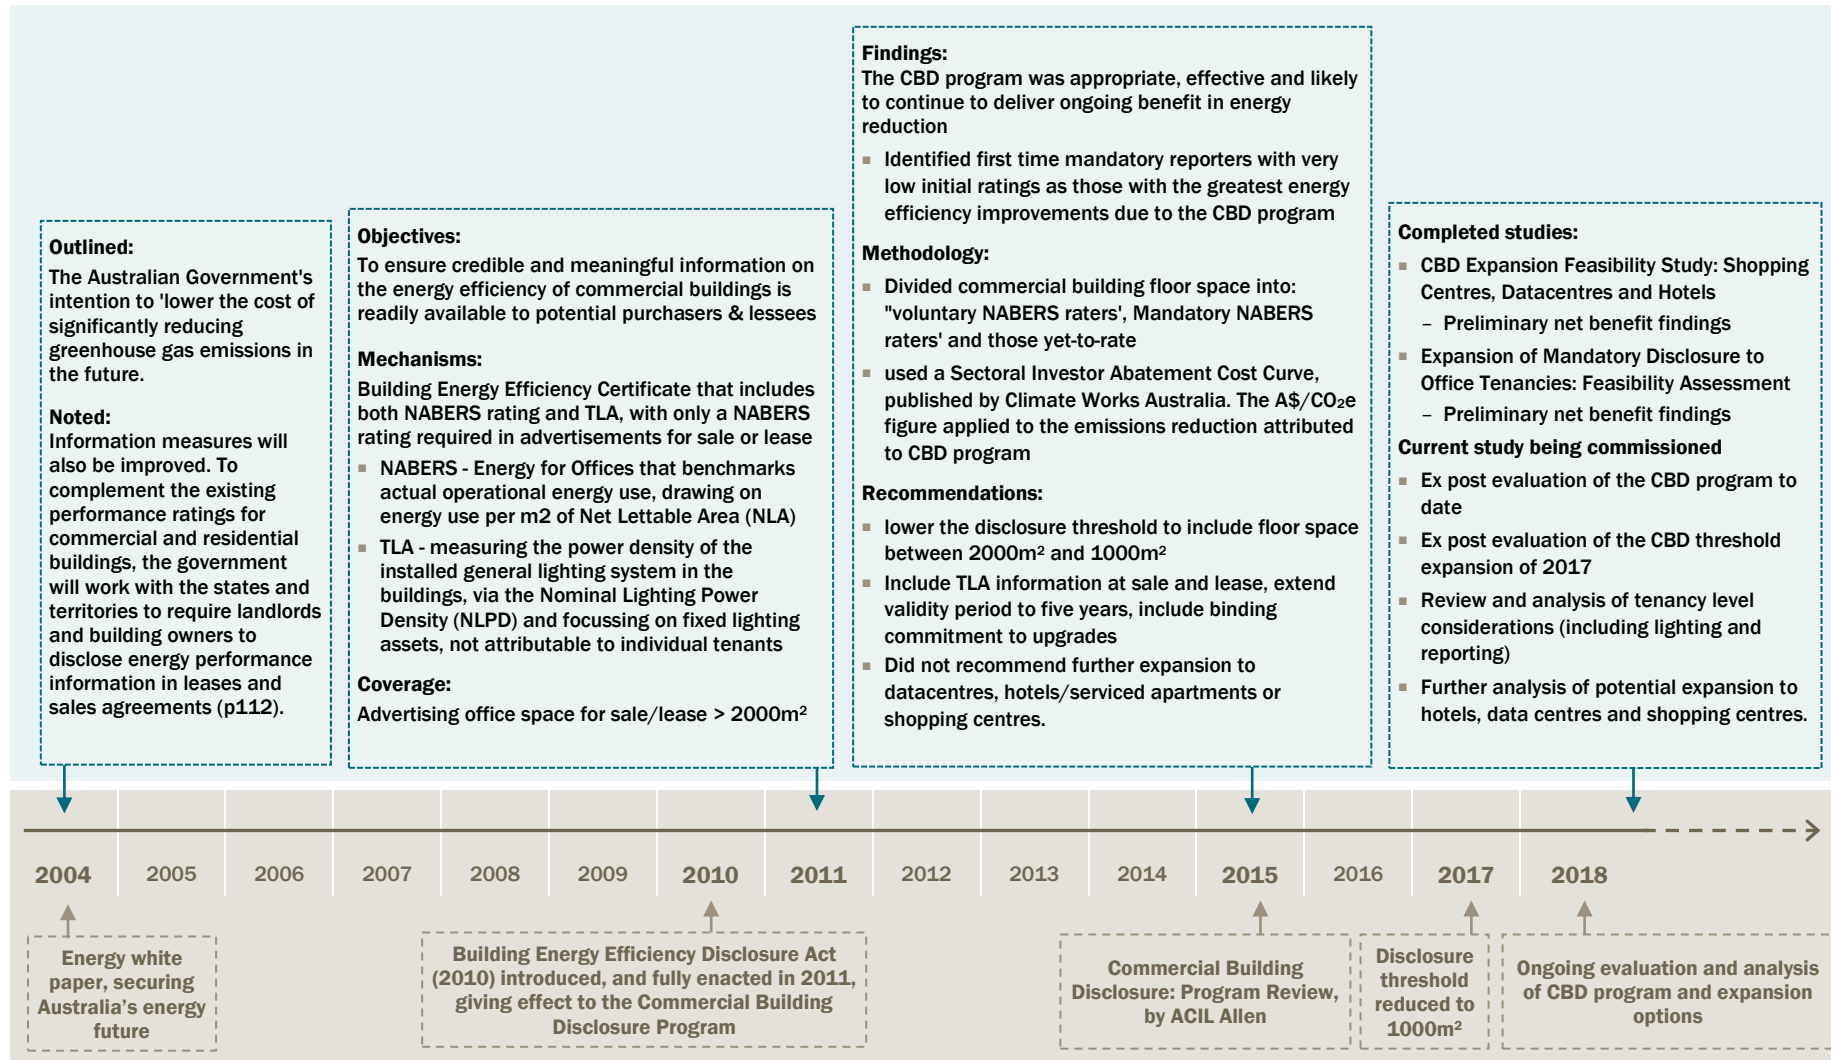 Outlined:
The Australian Government's
intention to 'lower the cost of
significantly reducing
greenhouse gas emissions in
the future.
Noted:
Information measures will
also be improved. To
complement the existing
performance ratings for
commercial and residential
buildings, the government
will work with the states and
territories to require landlords
and building owners to
disclose energy performance
information in leases and
sales agreements (p112).
Objectives:
To ensure credible and meaningful information on
the energy efficiency of commercial buildings is
readily available to potential purchasers & lessees
Mechanisms:
Building Energy Efficiency Certificate that includes
both NABERS rating and TLA, with only a NABERS
rating required in advertisements for sale or lease
▪ NABERS - Energy for Offices that benchmarks
actual operational energy use, drawing on
energy use per m2 of Net Lettable Area (NLA)
▪ TLA - measuring the power density of the
installed general lighting system in the
buildings, via the Nominal Lighting Power
Density (NLPD) and focussing on fixed lighting
assets, not attributable to individual tenants
Coverage:
Advertising office space for sale/lease > 2000m²
Findings:
The CBD program was appropriate, effective and likely
to continue to deliver ongoing benefit in energy
reduction
▪ Identified first time mandatory reporters with very
low initial ratings as those with the greatest energy
efficiency improvements due to the CBD program
Methodology:
▪ Divided commercial building floor space into:
"voluntary NABERS raters', Mandatory NABERS
raters' and those yet-to-rate
▪ used a Sectoral Investor Abatement Cost Curve,
published by Climate Works Australia. The A$/CO₂e
figure applied to the emissions reduction attributed
to CBD program
Recommendations:
▪ lower the disclosure threshold to include floor space
between 2000m² and 1000m²
▪ Include TLA information at sale and lease, extend
validity period to five years, include binding
commitment to upgrades
▪ Did not recommend further expansion to
datacentres, hotels/serviced apartments or
shopping centres.
Completed studies:
▪ CBD Expansion Feasibility Study: Shopping
Centres, Datacentres and Hotels
– Preliminary net benefit findings
▪ Expansion of Mandatory Disclosure to
Office Tenancies: Feasibility Assessment
– Preliminary net benefit findings
Current study being commissioned
▪ Ex post evaluation of the CBD program to
date
▪ Ex post evaluation of the CBD threshold
expansion of 2017
▪ Review and analysis of tenancy level
considerations (including lighting and
reporting)
▪ Further analysis of potential expansion to
hotels, data centres and shopping centres.
2004 2005 2006 2007 2008 2009 2010 2011 2012 2013 2014 2015 2016 2017 2018
Energy white
paper, securing
Australia's energy
future
Building Energy Efficiency Disclosure Act
(2010) introduced, and fully enacted in 2011,
giving effect to the Commercial Building
Disclosure Program
Commercial Building
Disclosure: Program Review,
by ACIL Allen
Disclosure
threshold
reduced to
1000m²
Ongoing evaluation and analysis
of CBD program and expansion
options